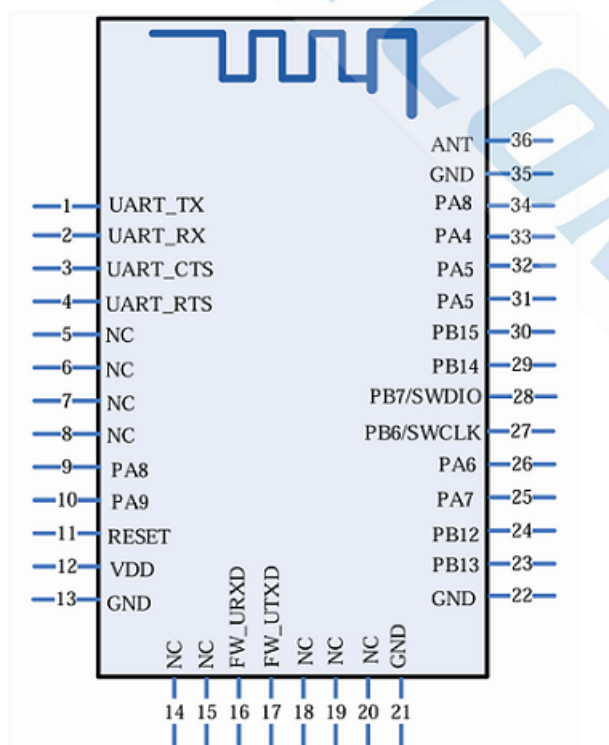 ANT 36
GND 35
1 UART_TX
PA8 34
2 UART_RX
PA4 33
3 UART_CTS
PA5 32
4 UART_RTS
PA5 31
5 NC
PB15 30
6 NC
PB14 29
7 NC
PB7/SWDIO 28
8 NC
PB6/SWCLK 27
9 PA8
PA6 26
10 PA9
PA7 25
11 RESET
PB12 24
12 VDD
PB13 23
13 GND
GND 22
NC
NC
FW_URXD
FW_UTXD
NC
NC
NC
GND
14 15 16 17 18 19 20 21